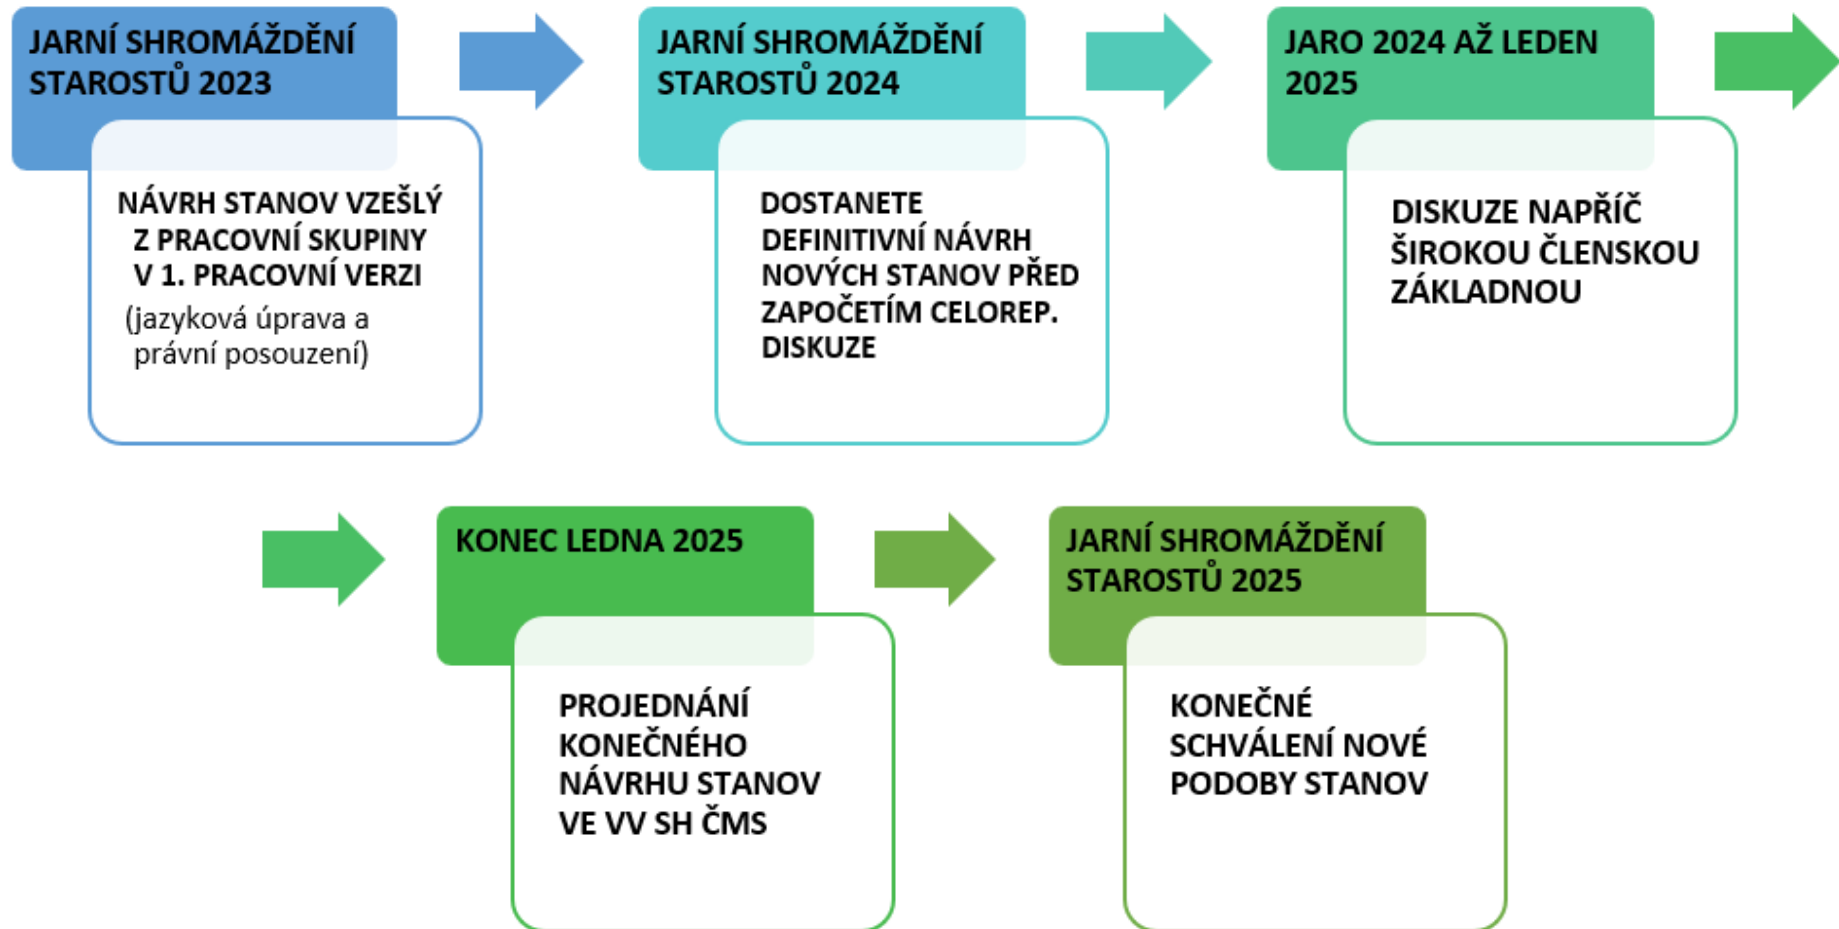 JARNÍ SHROMÁŽDĚNÍ
STAROSTŮ 2023
NÁVRH STANOV VZEŠLÝ
Z PRACOVNÍ SKUPINY
V 1. PRACOVNÍ VERZI
(jazyková úprava a
právní posouzení)
JARNÍ SHROMÁŽDĚNÍ
STAROSTŮ 2024
DOSTANETE
DEFINITIVNÍ NÁVRH
NOVÝCH STANOV PŘED
ZAPOČETÍM CELOREP.
DISKUZE
JARO 2024 AŽ LEDEN
2025
DISKUZE NAPŘÍČ
ŠIROKOU ČLENSKOU
ZÁKLADNOU
KONEC LEDNA 2025
PROJEDNÁNÍ
KONEČNÉHO
NÁVRHU STANOV
VE VV SH ČMS
JARNÍ SHROMÁŽDĚNÍ
STAROSTŮ 2025
KONEČNÉ
SCHVÁLENÍ NOVÉ
PODOBY STANOV